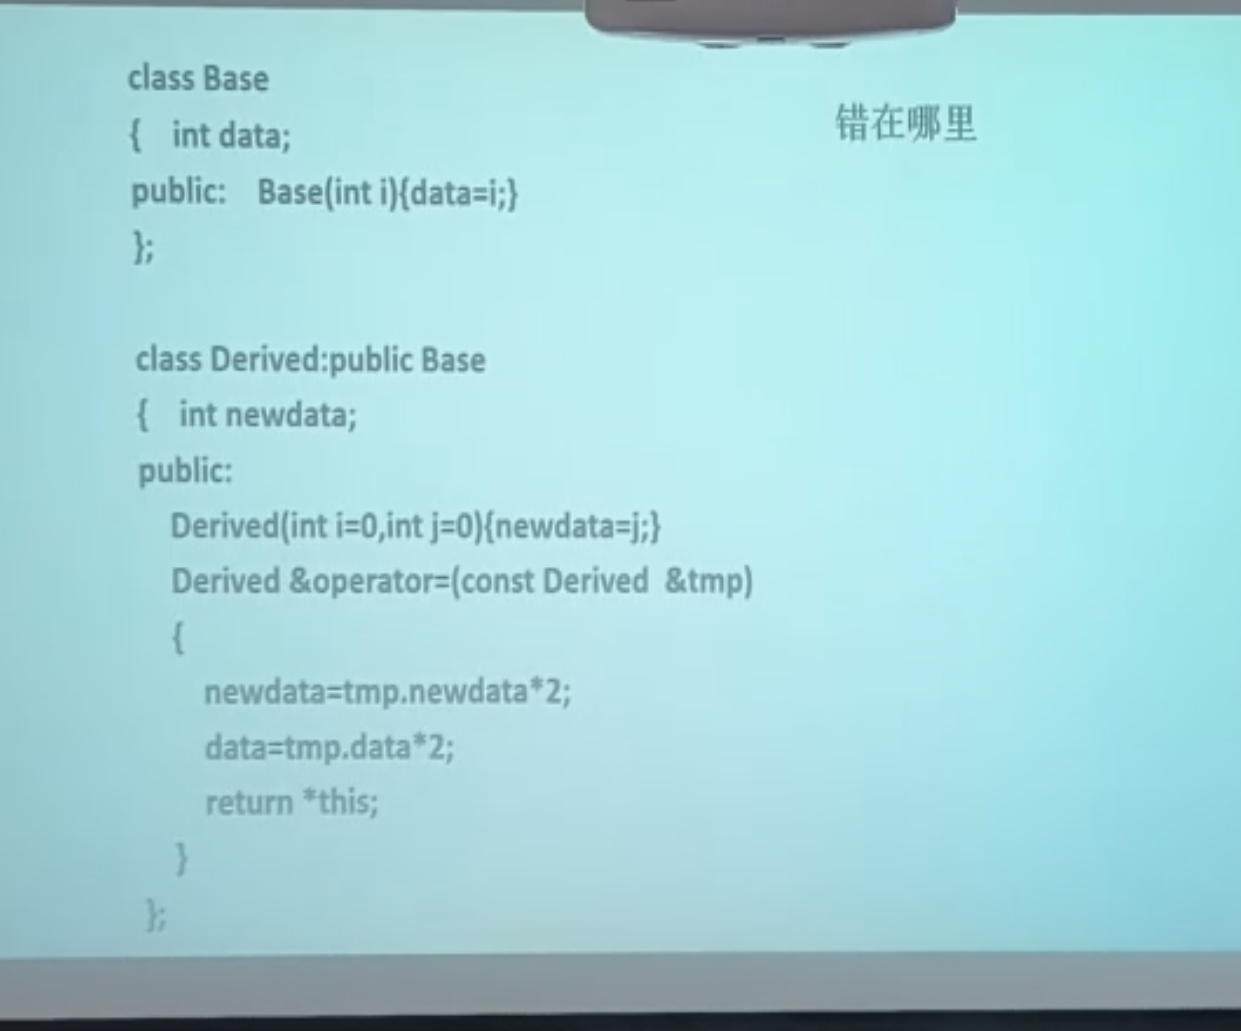 class Base
错在哪里
{ int data;
public: Base(int i){data=i;}
};
class Derived:public Base
{ int newdata;
public:
Derived(int i=0,int j=0){newdata=j;}
Derived &operator=(const Derived &tmp)
{
newdata=tmp.newdata*2;
data=tmp.data*2;
return *this;
}
};